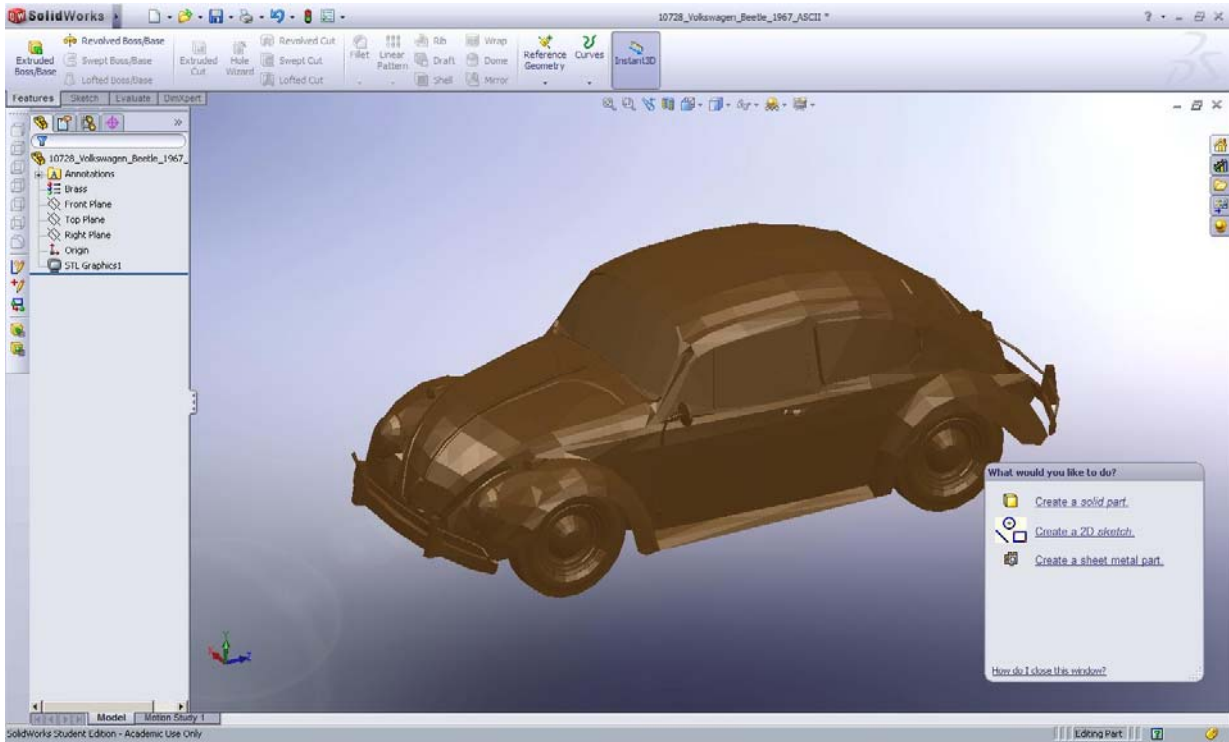 SolidWorks
10728_Volkswagen_Beetle_1967_ASCII *
Extruded Boss/Base
Revolved Boss/Base
Swept Boss/Base
Lofted Boss/Base
Extruded Cut
Hole Wizard
Revolved Cut
Swept Cut
Lofted Cut
Fillet
Linear Pattern
Rib
Draft
Shell
Wrap
Dome
Mirror
Reference Geometry
Curves
Instant3D
Features
Sketch
Evaluate
DimXpert
10728_Volkswagen_Beetle_1967_
Annotations
Brass
Front Plane
Top Plane
Right Plane
Origin
STL Graphics1
What would you like to do?
Create a solid part.
Create a 2D sketch.
Create a sheet metal part.
How do I close this window?
Model
Motion Study 1
SolidWorks Student Edition - Academic Use Only
Editing Part